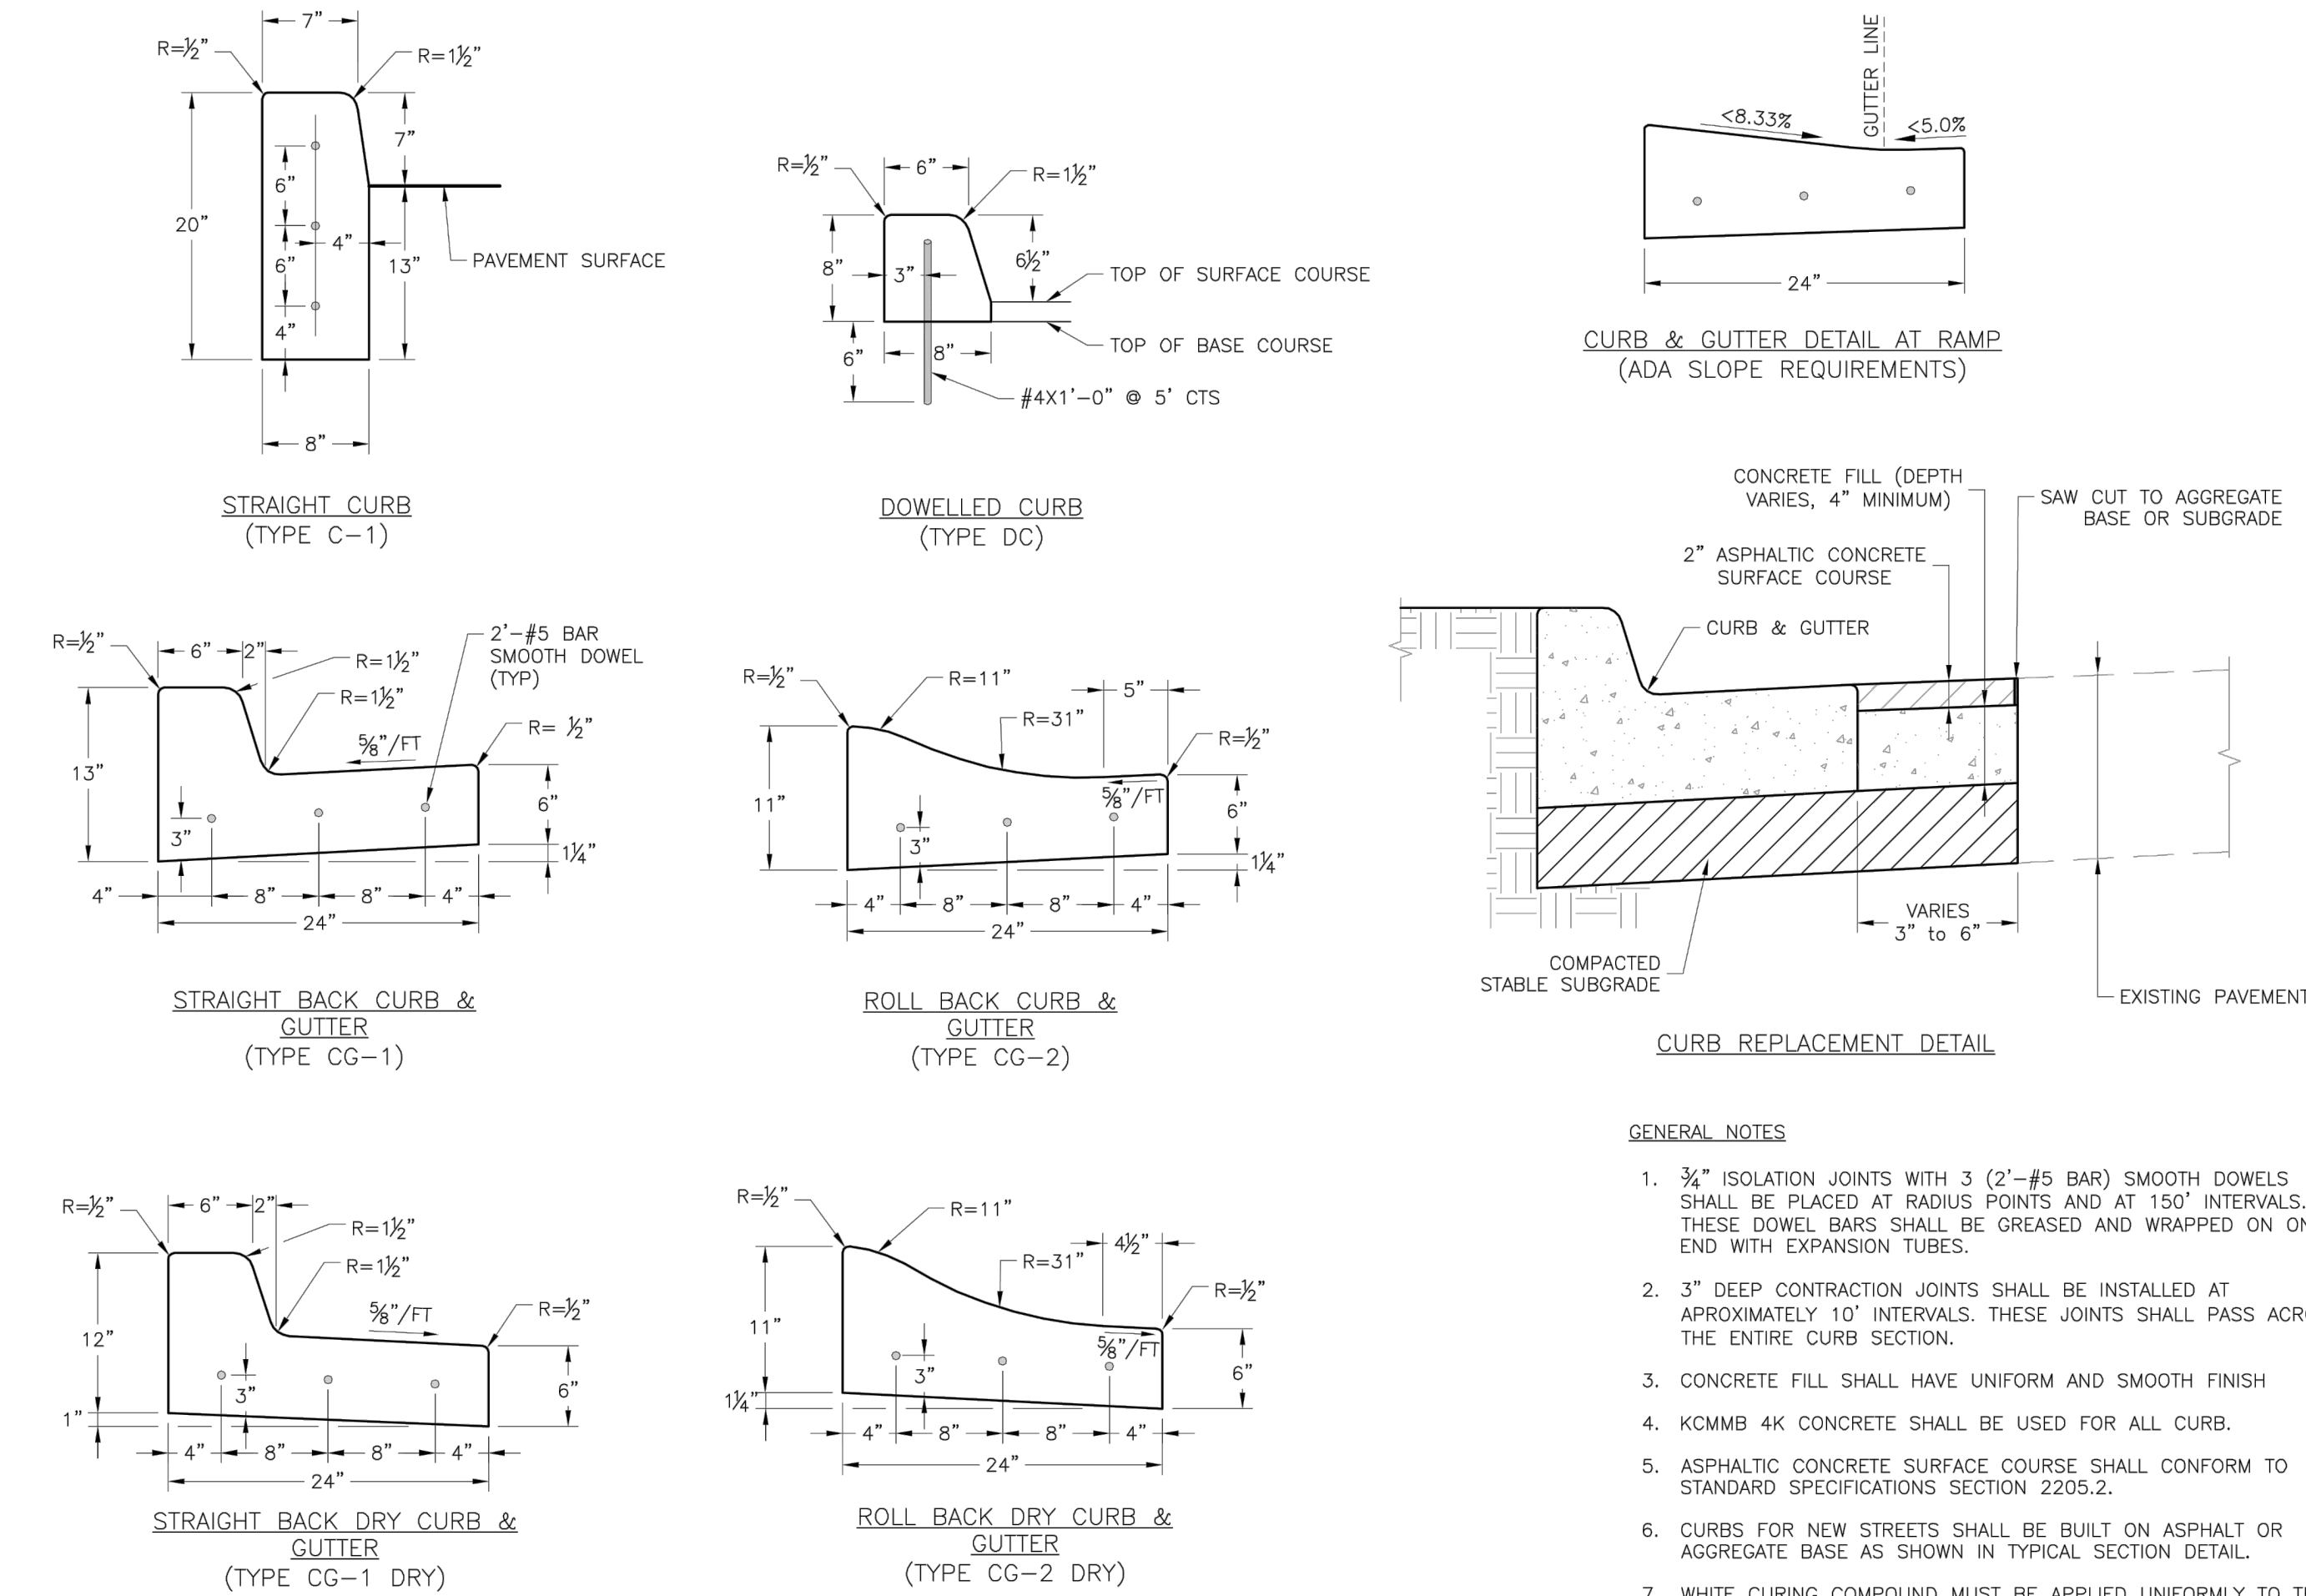 7"
R=½"
R=1½"
7"
6"
20"
4"
6"
13"
PAVEMENT SURFACE
4"
8"
STRAIGHT CURB
(TYPE C-1)
R=½"
6"
R=1½"
8"
3"
6½"
TOP OF SURFACE COURSE
6"
8"
TOP OF BASE COURSE
#4X1'-0" @ 5' CTS
DOWELLED CURB
(TYPE DC)
GUTTER LINE
<8.33%
<5.0%
24"
CURB & GUTTER DETAIL AT RAMP
(ADA SLOPE REQUIREMENTS)
R=½"
6"
2"
R=1½"
R=1½"
2'-#5 BAR
SMOOTH DOWEL
(TYP)
R= ½"
⅝"/FT
13"
3"
6"
1¼"
4"
8"
8"
4"
24"
STRAIGHT BACK CURB &
GUTTER
(TYPE CG-1)
R=½"
R=11"
5"
R=31"
R=½"
11"
⅝"/FT
6"
3"
1¼"
4"
8"
8"
4"
24"
ROLL BACK CURB &
GUTTER
(TYPE CG-2)
CONCRETE FILL (DEPTH
VARIES, 4" MINIMUM)
SAW CUT TO AGGREGATE
BASE OR SUBGRADE
2" ASPHALTIC CONCRETE
SURFACE COURSE
CURB & GUTTER
VARIES
3" to 6"
COMPACTED
STABLE SUBGRADE
EXISTING PAVEMENT
CURB REPLACEMENT DETAIL
R=½"
6"
2"
R=1½"
R=1½"
⅝"/FT
R=½"
12"
3"
6"
1"
4"
8"
8"
4"
24"
STRAIGHT BACK DRY CURB &
GUTTER
(TYPE CG-1 DRY)
R=½"
R=11"
4½"
R=31"
R=½"
11"
⅝"/FT
3"
6"
1¼"
4"
8"
8"
4"
24"
ROLL BACK DRY CURB &
GUTTER
(TYPE CG-2 DRY)
GENERAL NOTES
1. ¾" ISOLATION JOINTS WITH 3 (2'-#5 BAR) SMOOTH DOWELS
SHALL BE PLACED AT RADIUS POINTS AND AT 150' INTERVALS.
THESE DOWEL BARS SHALL BE GREASED AND WRAPPED ON
END WITH EXPANSION TUBES.
2. 3" DEEP CONTRACTION JOINTS SHALL BE INSTALLED AT
APROXIMATELY 10' INTERVALS. THESE JOINTS SHALL PASS
THE ENTIRE CURB SECTION.
3. CONCRETE FILL SHALL HAVE UNIFORM AND SMOOTH FINISH
4. KCMMB 4K CONCRETE SHALL BE USED FOR ALL CURB.
5. ASPHALTIC CONCRETE SURFACE COURSE SHALL CONFORM TO
STANDARD SPECIFICATIONS SECTION 2205.2.
6. CURBS FOR NEW STREETS SHALL BE BUILT ON ASPHALT OR
AGGREGATE BASE AS SHOWN IN TYPICAL SECTION DETAIL.
7. WHITE CURING COMPOUND MUST BE APPLIED UNIFORMLY TO